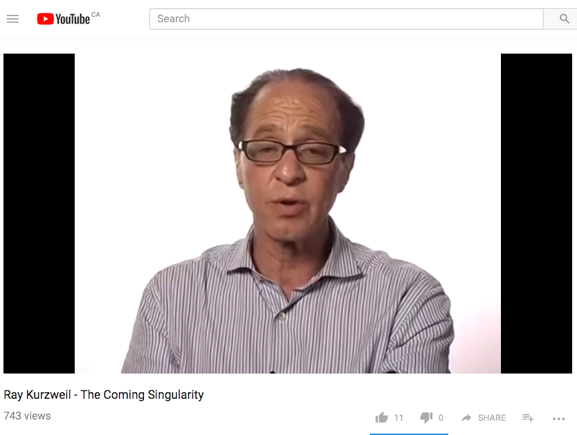 YouTube CA
Search
Ray Kurzweil - The Coming Singularity
743 views
11 0 SHARE